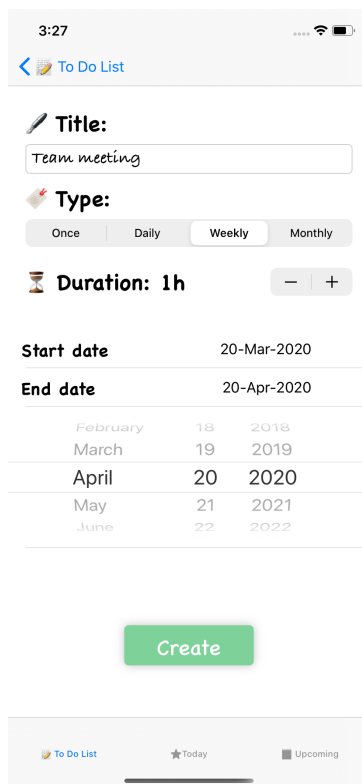 3:27
To Do List
Title:
Team meeting
Type:
Once Daily Weekly Monthly
Duration: 1h − +
Start date 20-Mar-2020
End date 20-Apr-2020
February 18 2018
March 19 2019
April 20 2020
May 21 2021
June 22 2022
Create
To Do List Today Upcoming